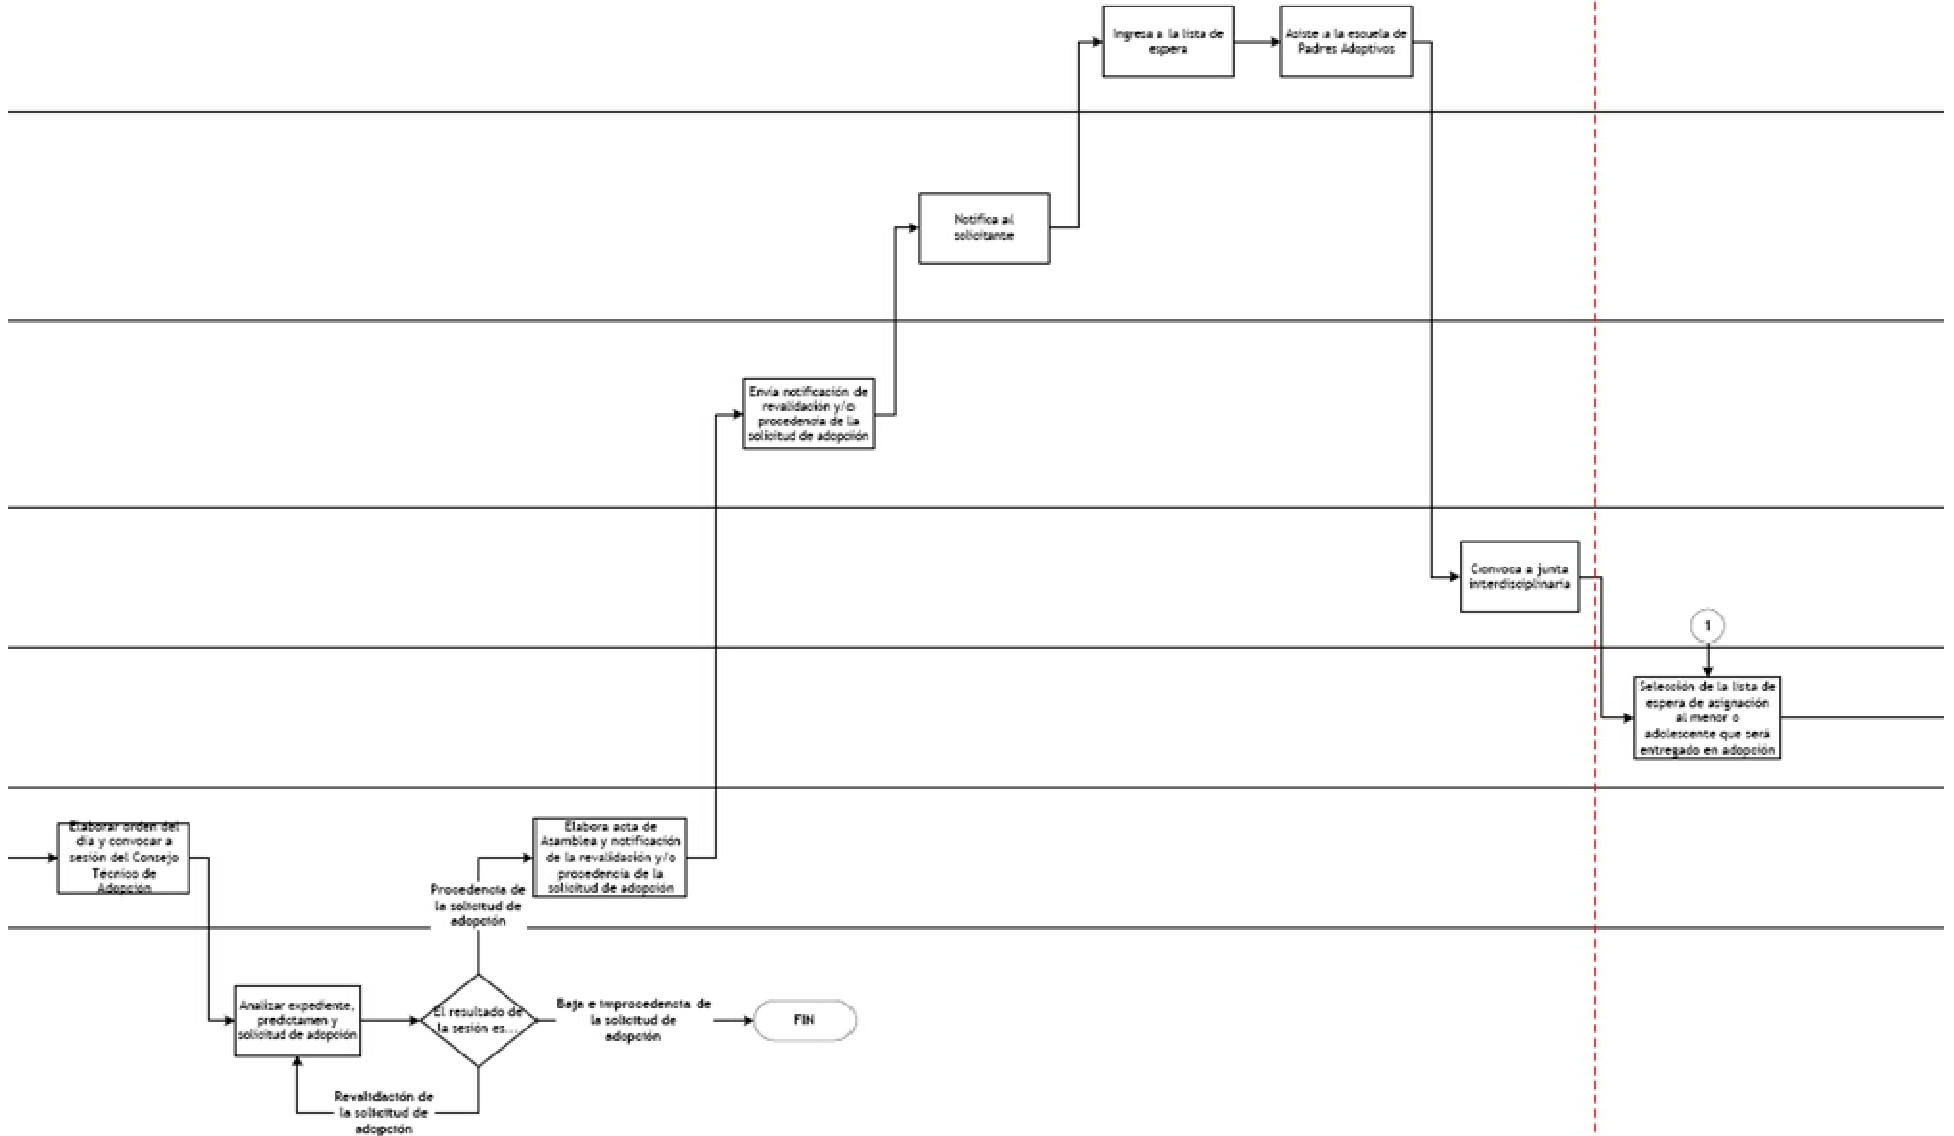 Ingresa a la lista de
espera
Asiste a la escuela de
Padres Adoptivos
Notifica al
solicitante
Envía notificación de
revalidación y/o
procedencia de la
solicitud de adopción
Convoca a junta
interdisciplinaria
1
Selección de la lista de
espera de asignación
al menor o
adolescente que será
entregado en adopción
Elaborar orden del
día y convocar a
sesión del Consejo
Técnico de
Adopción
Elabora acta de
Asamblea y notificación
de la revalidación y/o
procedencia de la
solicitud de adopción
Procedencia de
la solicitud de
adopción
Analizar expediente,
predictamen y
solicitud de adopción
El resultado de
la sesión es...
Baja e improcedencia de
la solicitud de
adopción
FIN
Revalidación de
la solicitud de
adopción